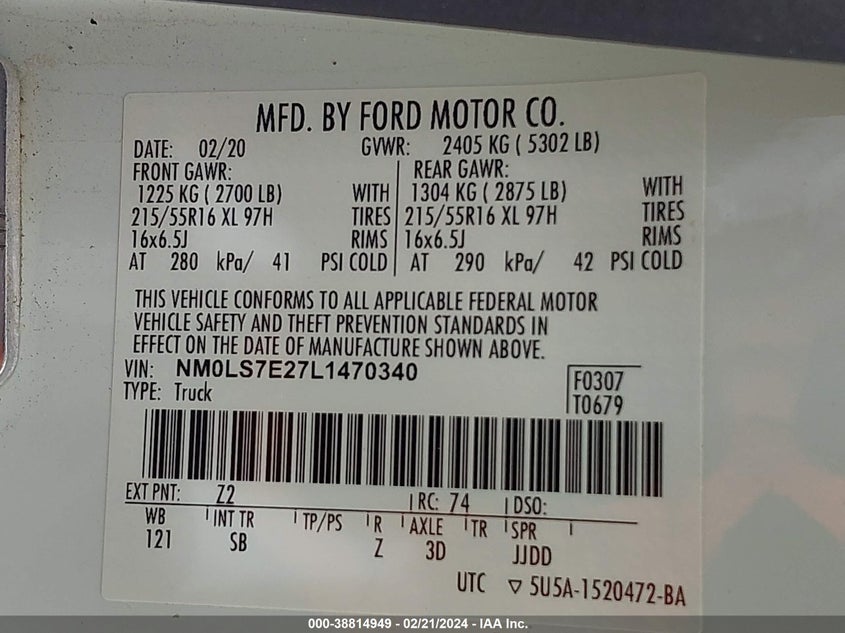 MFD. BY FORD MOTOR CO.
DATE: 02/20 GVWR: 2405 KG ( 5302 LB)
FRONT GAWR: REAR GAWR:
1225 KG ( 2700 LB) WITH 1304 KG ( 2875 LB) WITH
215/55R16 XL 97H TIRES 215/55R16 XL 97H TIRES
16x6.5J RIMS 16x6.5J RIMS
AT 280 kPa/ 41 PSI COLD AT 290 kPa/ 42 PSI COLD
THIS VEHICLE CONFORMS TO ALL APPLICABLE FEDERAL MOTOR
VEHICLE SAFETY AND THEFT PREVENTION STANDARDS IN
EFFECT ON THE DATE OF MANUFACTURE SHOWN ABOVE.
VIN: NM0LS7E27L1470340
F0307
TYPE: Truck
T0679
EXT PNT: Z2 RC: 74 DSO:
WB INT TR TP/PS R AXLE TR SPR
121 SB Z 3D JJDD
UTC ▽ 5U5A-1520472-BA
000-38814949 - 02/21/2024 - IAA Inc.